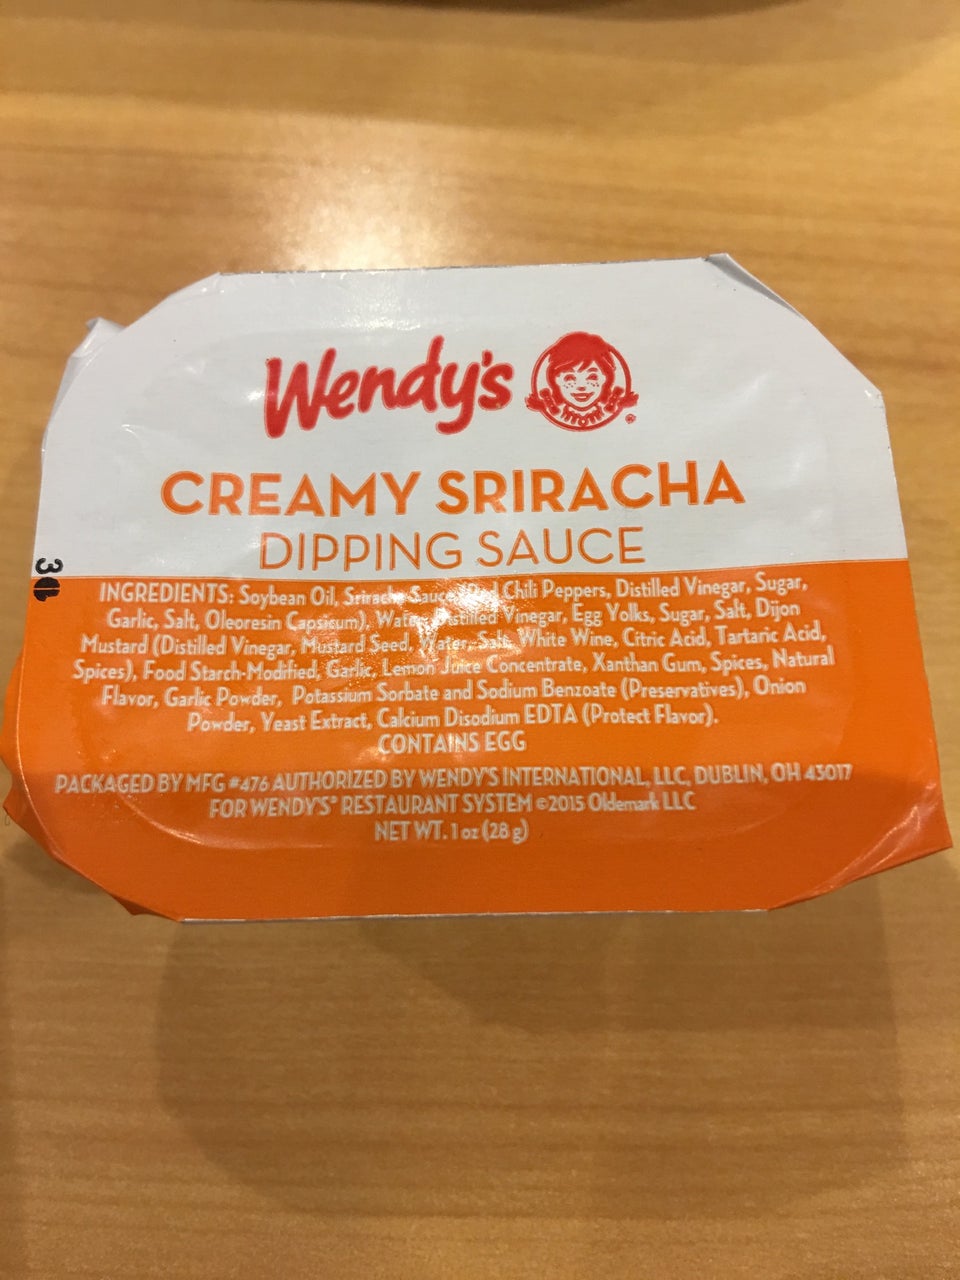 Wendy's
CREAMY SRIRACHA
DIPPING SAUCE
3
INGREDIENTS: Soybean Oil, Sriracha Sauce Chili Peppers, Distilled Vinegar, Sugar,
Garlic, Salt, Oleoresin Capsicum), Vinegar, Egg Yolks, Sugar, Salt, Dijon
Mustard (Distilled Vinegar, Mustard Seed, Water, Salt, White Wine, Citric Acid, Tartaric Acid,
Spices), Food Starch-Modified, Garlic, Lemon Juice Concentrate, Xanthan Gum, Spices, Natural
Flavor, Garlic Powder, Potassium Sorbate and Sodium Benzoate (Preservatives), Onion
Powder, Yeast Extract, Calcium Disodium EDTA (Protect Flavor).
CONTAINS EGG
PACKAGED BY MFG #476 AUTHORIZED BY WENDY'S INTERNATIONAL, LLC, DUBLIN, OH 43017
FOR WENDY'S® RESTAURANT SYSTEM ©2015 Oldemark LLC
NET WT. 1 oz (28 g)